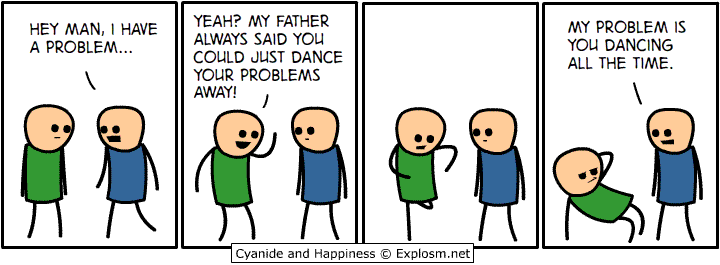 HEY MAN, I HAVE
A PROBLEM...
YEAH? MY FATHER
ALWAYS SAID YOU
COULD JUST DANCE
YOUR PROBLEMS
AWAY!
MY PROBLEM IS
YOU DANCING
ALL THE TIME.
Cyanide and Happiness © Explosm.net